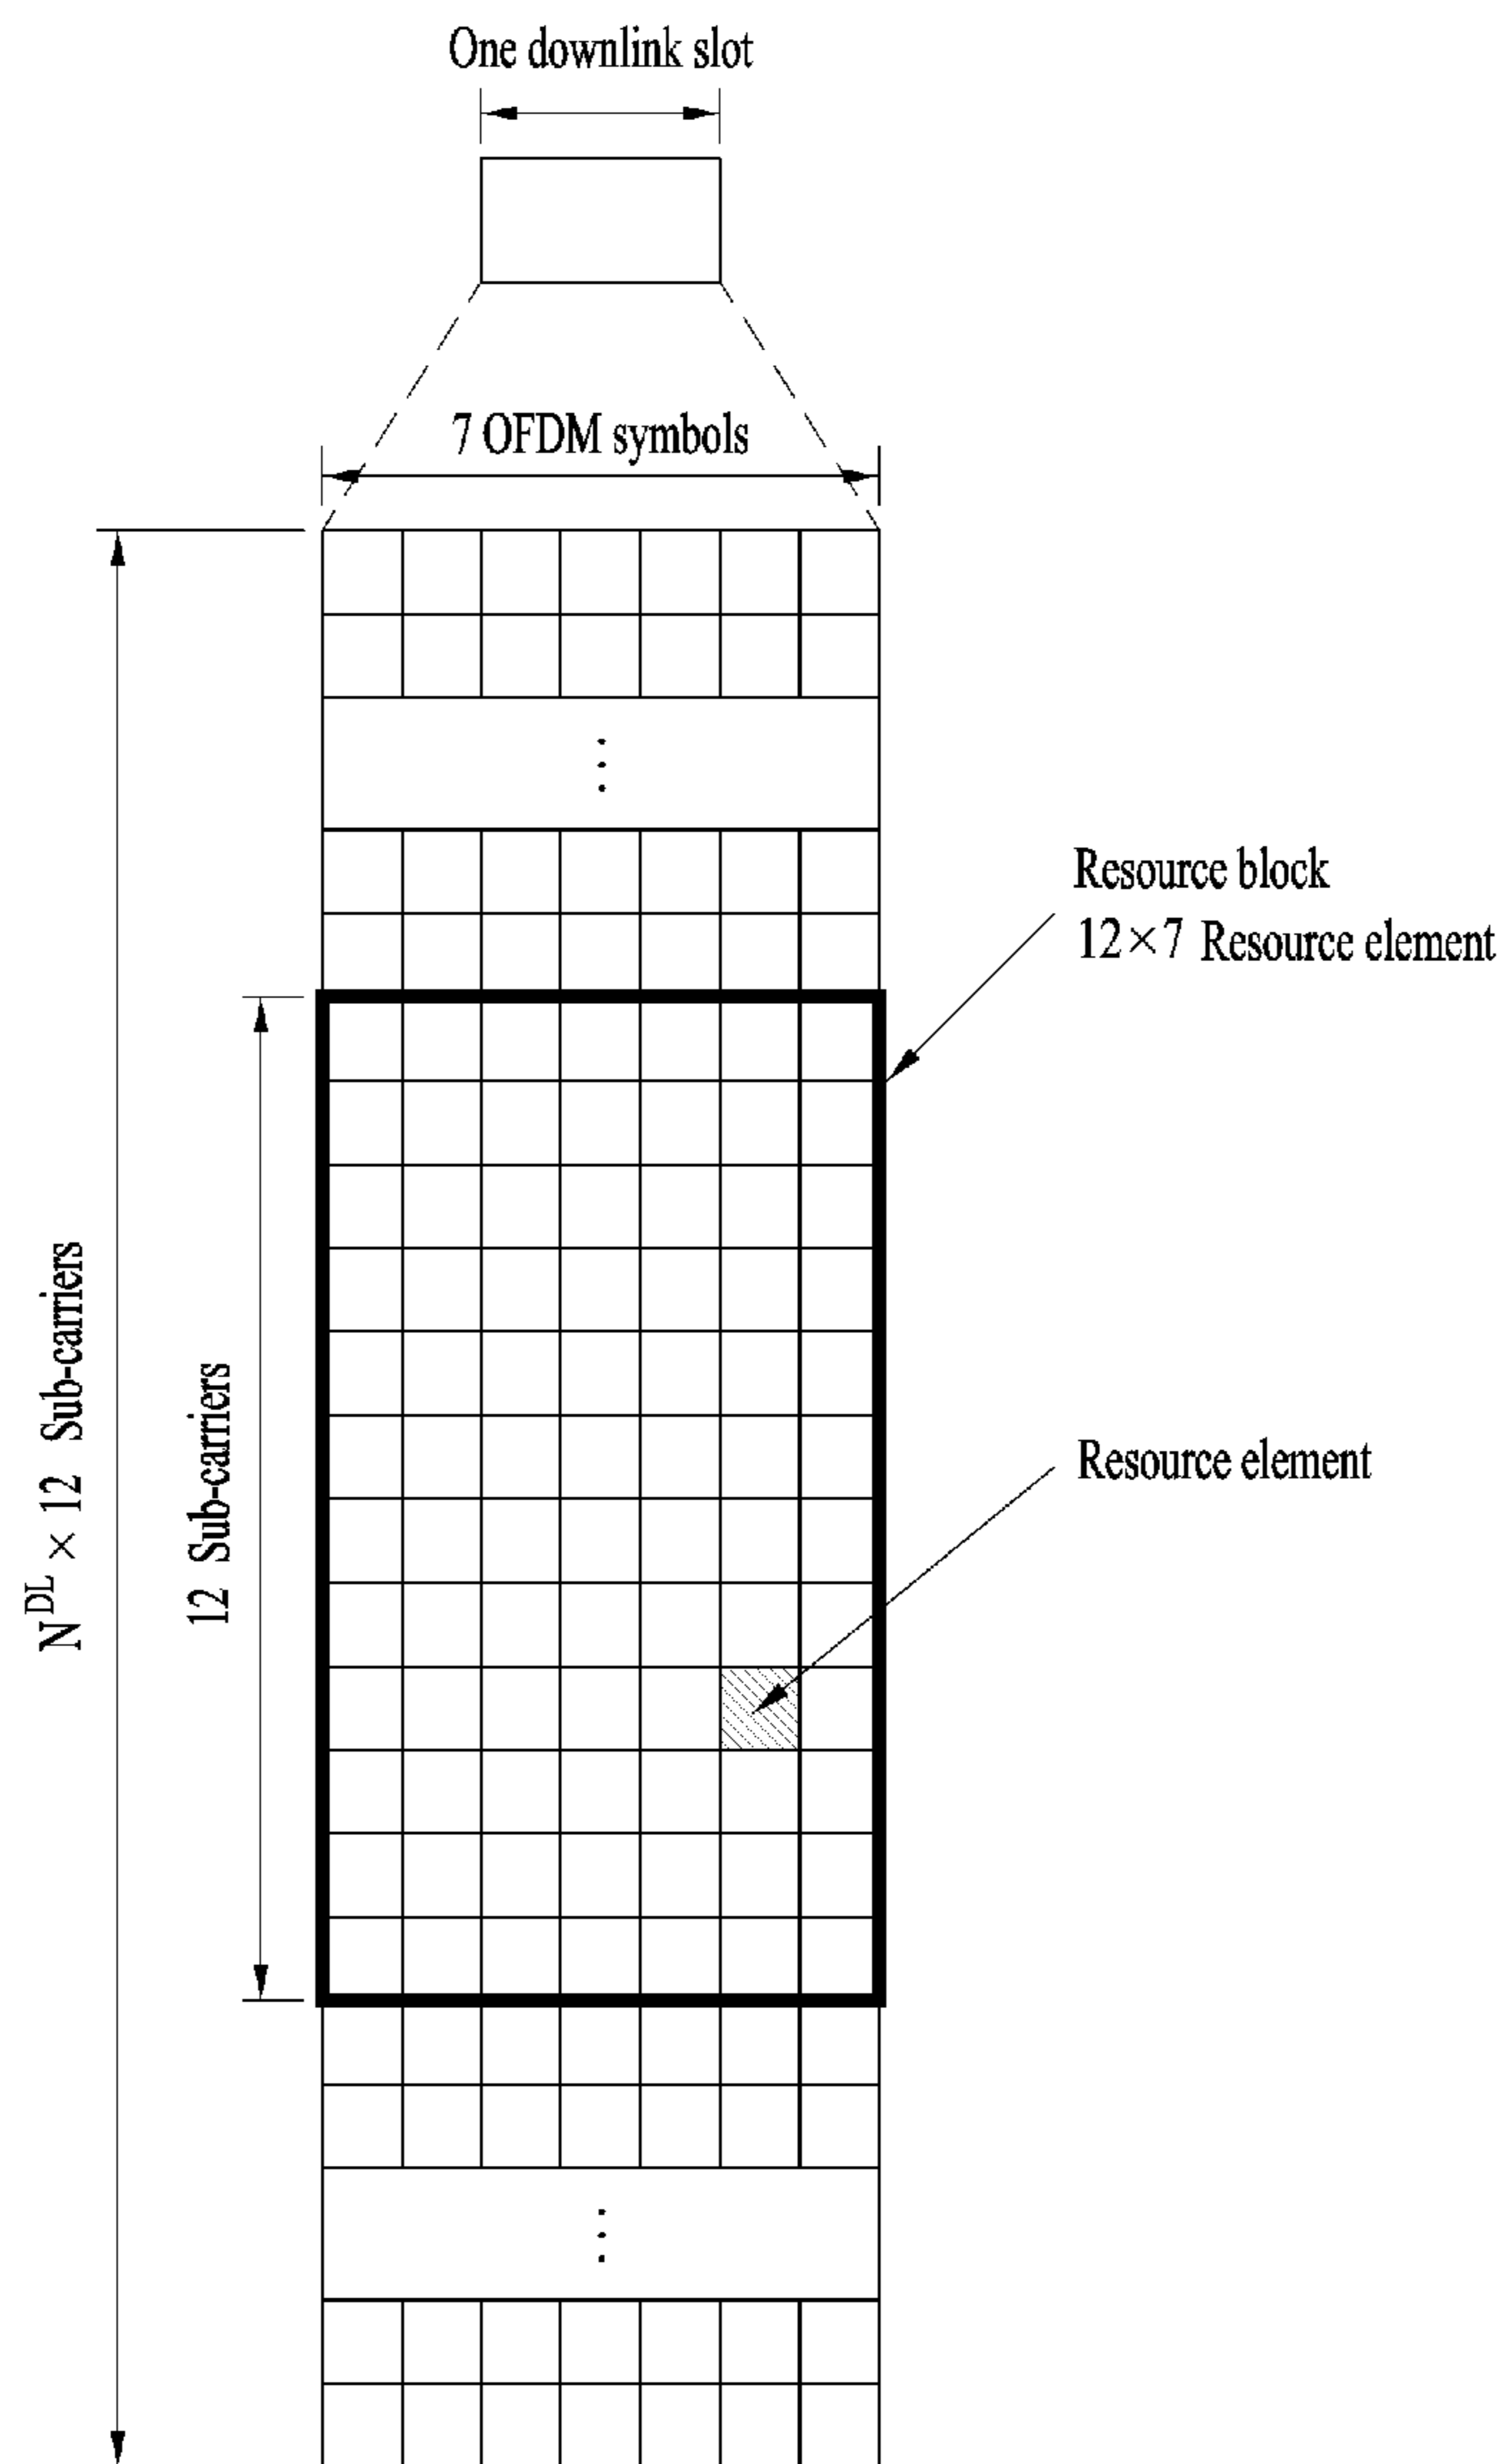 One downlink slot
7 OFDM symbols
Resource block
12×7 Resource element
N^DL × 12 Sub-carriers
12 Sub-carriers
Resource element